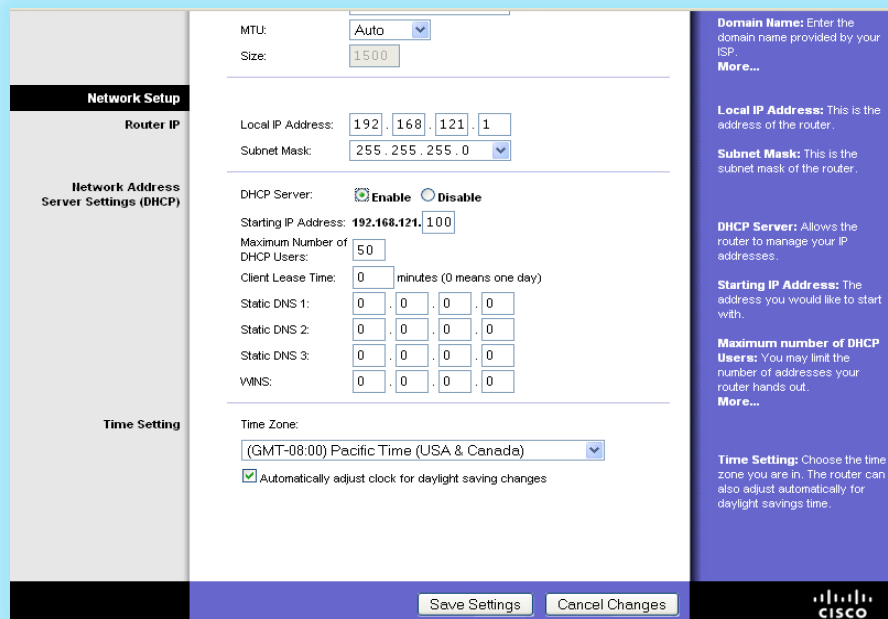 MTU: Auto
Size: 1500
Network Setup
Router IP
Local IP Address: 192 . 168 . 121 . 1
Subnet Mask: 255.255.255.0
Network Address
Server Settings (DHCP)
DHCP Server: Enable Disable
Starting IP Address: 192.168.121. 100
Maximum Number of
DHCP Users: 50
Client Lease Time: 0 minutes (0 means one day)
Static DNS 1: 0 . 0 . 0 . 0
Static DNS 2: 0 . 0 . 0 . 0
Static DNS 3: 0 . 0 . 0 . 0
WINS: 0 . 0 . 0 . 0
Time Setting
Time Zone:
(GMT-08:00) Pacific Time (USA & Canada)
Automatically adjust clock for daylight saving changes
Save Settings Cancel Changes
Domain Name: Enter the
domain name provided by your
ISP.
More...
Local IP Address: This is the
address of the router.
Subnet Mask: This is the
subnet mask of the router.
DHCP Server: Allows the
router to manage your IP
addresses.
Starting IP Address: The
address you would like to start
with.
Maximum number of DHCP
Users: You may limit the
number of addresses your
router hands out.
More...
Time Setting: Choose the time
zone you are in. The router can
also adjust automatically for
daylight savings time.
CISCO